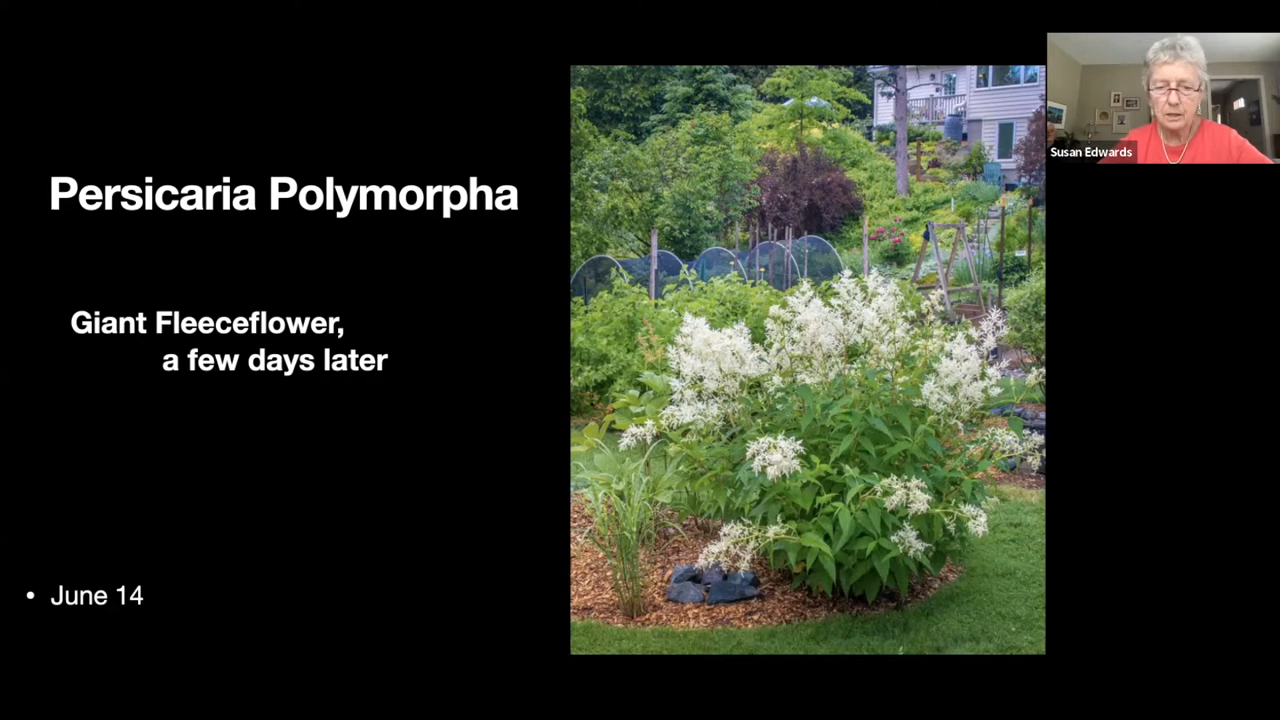 Persicaria Polymorpha
Giant Fleeceflower,
a few days later
• June 14
Susan Edwards